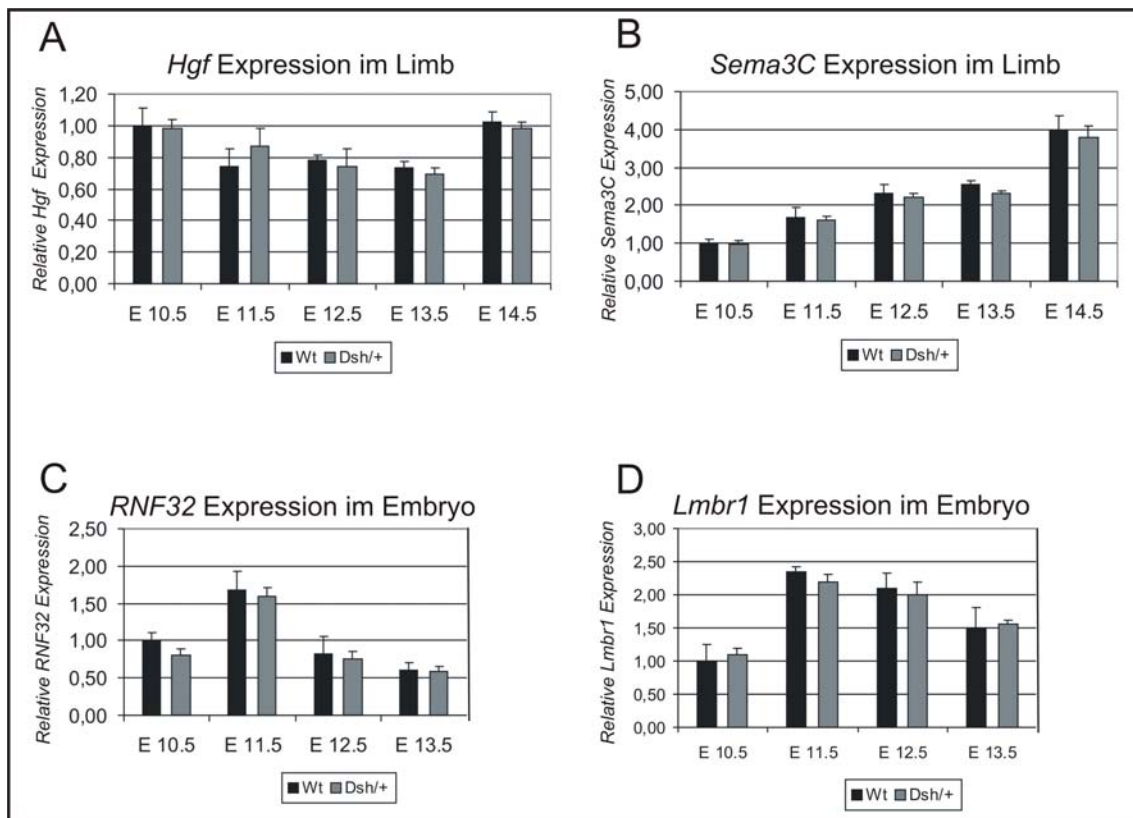 A
Hgf Expression im Limb
Relative Hgf Expression
1,20
1,00
0,80
0,60
0,40
0,20
0,00
E 10.5 E 11.5 E 12.5 E 13.5 E 14.5
Wt Dsh/+
B
Sema3C Expression im Limb
Relative Sema3C Expression
5,00
4,00
3,00
2,00
1,00
0,00
E 10.5 E 11.5 E 12.5 E 13.5 E 14.5
Wt Dsh/+
C
RNF32 Expression im Embryo
Relative RNF32 Expression
2,50
2,00
1,50
1,00
0,50
0,00
E 10.5 E 11.5 E 12.5 E 13.5
Wt Dsh/+
D
Lmbr1 Expression im Embryo
Relative Lmbr1 Expression
3,00
2,50
2,00
1,50
1,00
0,50
0,00
E 10.5 E 11.5 E 12.5 E 13.5
Wt Dsh/+